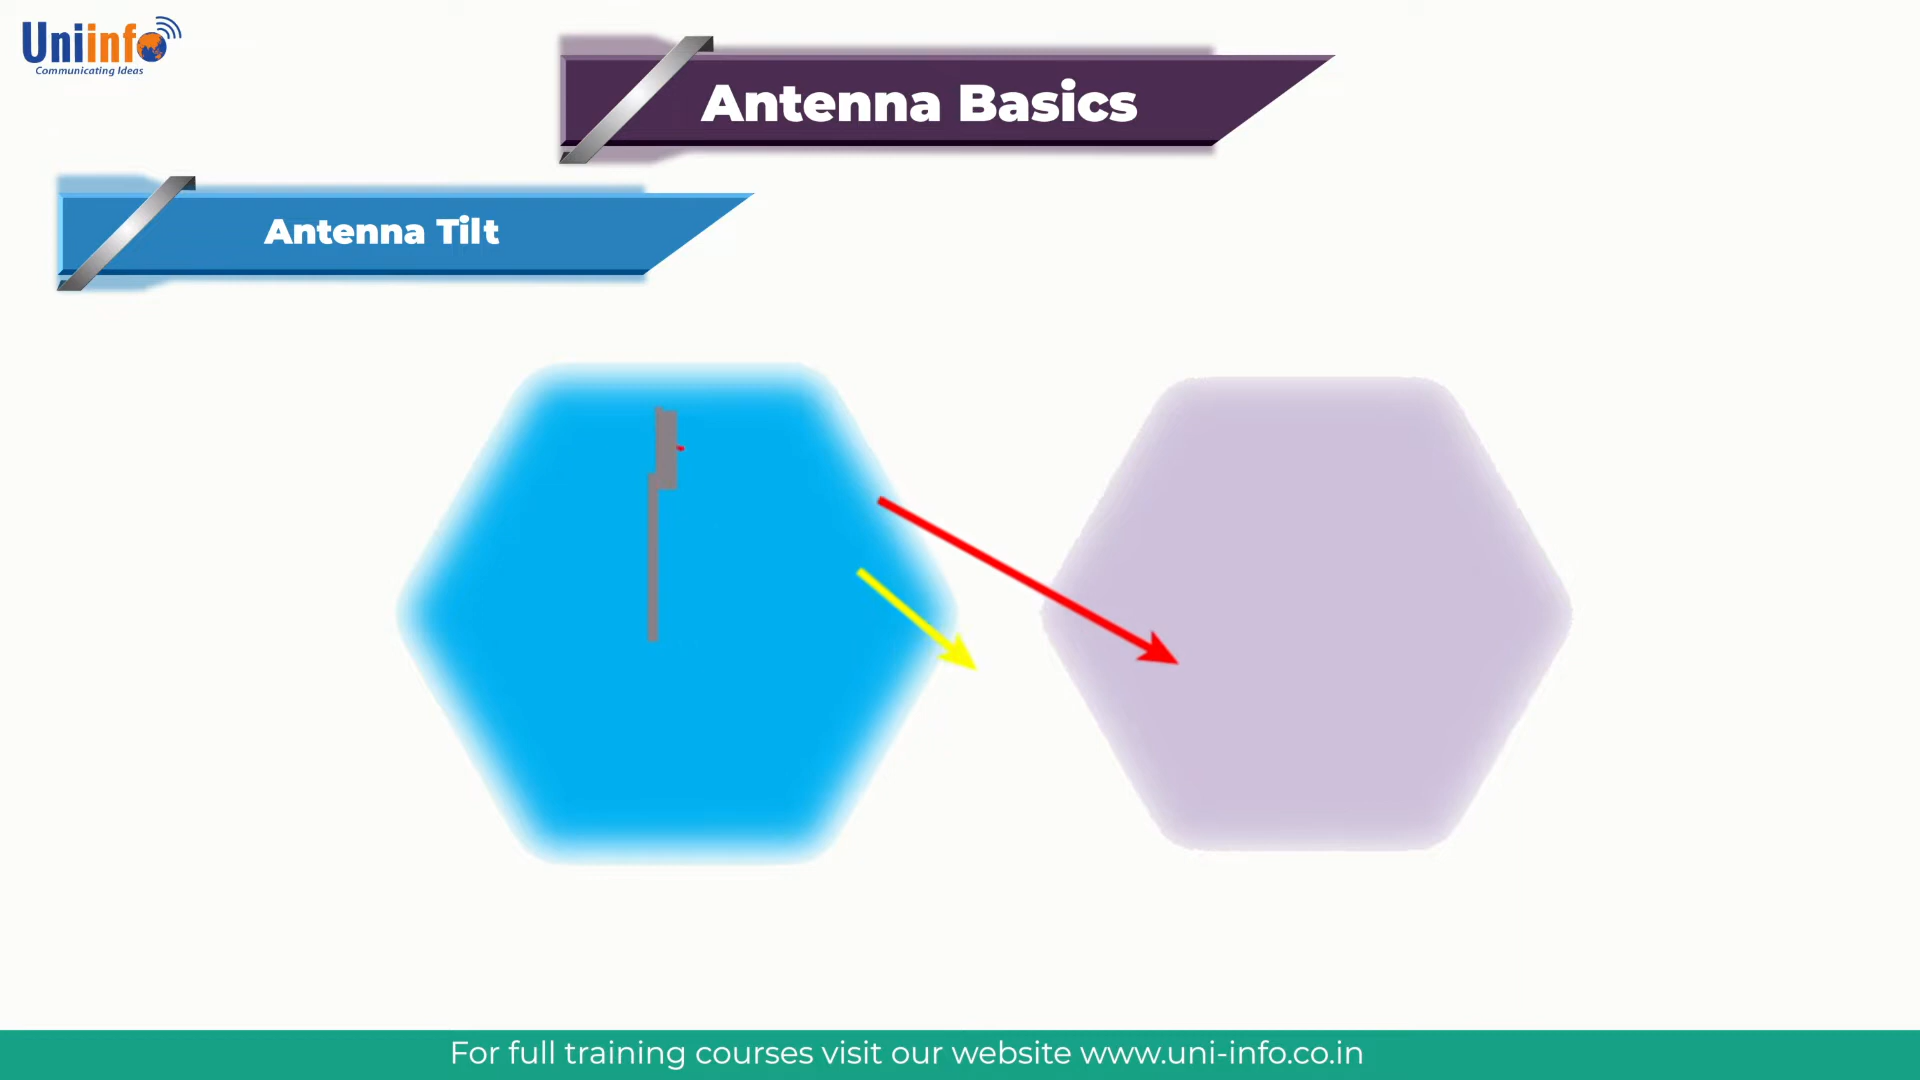 Uniinfo
Communicating Ideas
Antenna Basics
Antenna Tilt
For full training courses visit our website www.uni-info.co.in